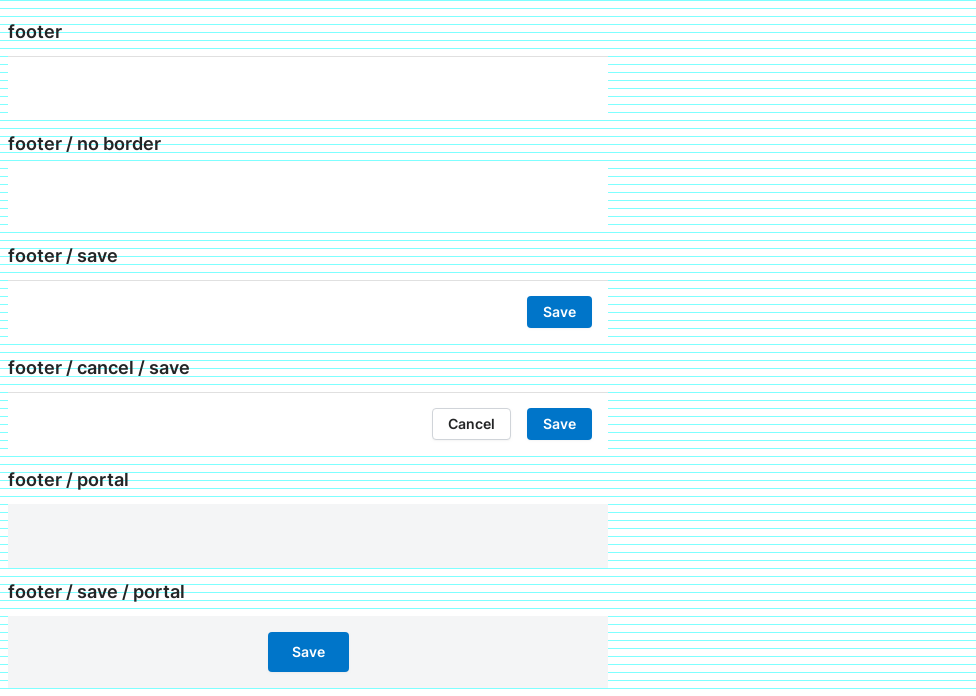 footer
footer / no border
footer / save
Save
footer / cancel / save
Cancel Save
footer / portal
footer / save / portal
Save